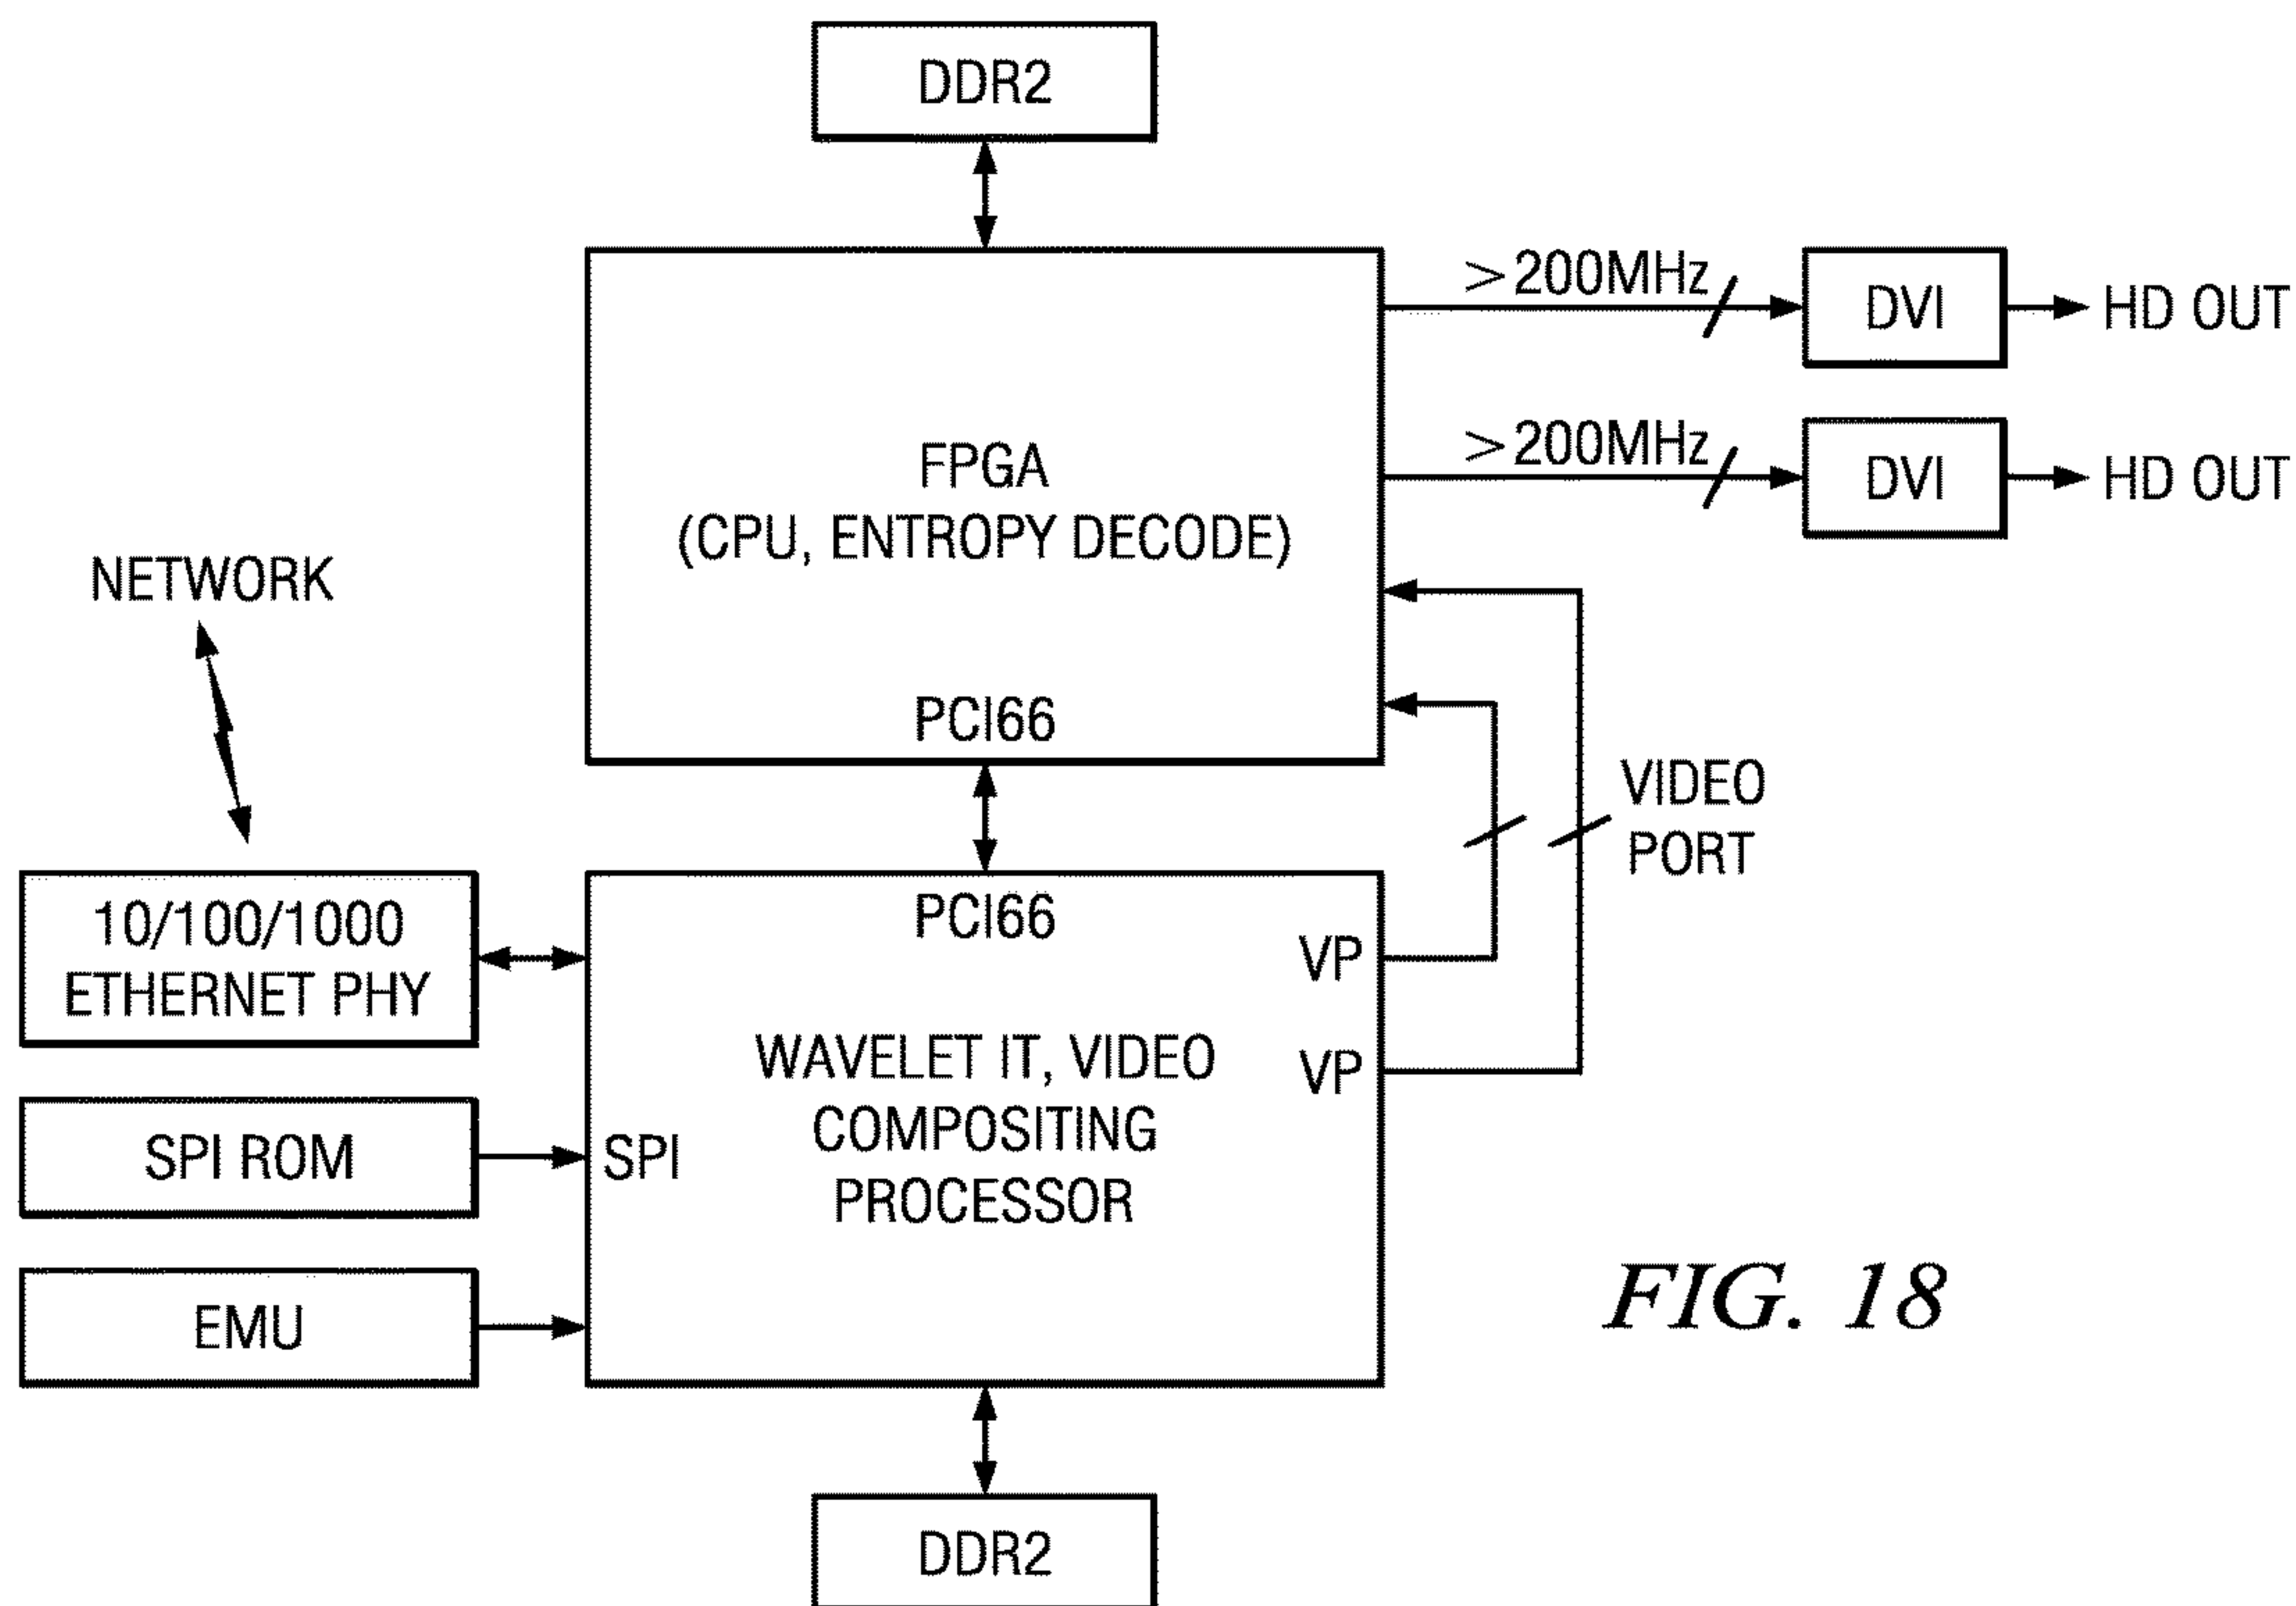 DDR2
>200MHz
DVI
HD OUT
FPGA
(CPU, ENTROPY DECODE)
>200MHz
DVI
HD OUT
NETWORK
PCI66
VIDEO
PORT
10/100/1000
ETHERNET PHY
PCI66
VP
WAVELET IT, VIDEO
COMPOSITING
PROCESSOR
VP
SPI ROM
SPI
EMU
FIG. 18
DDR2